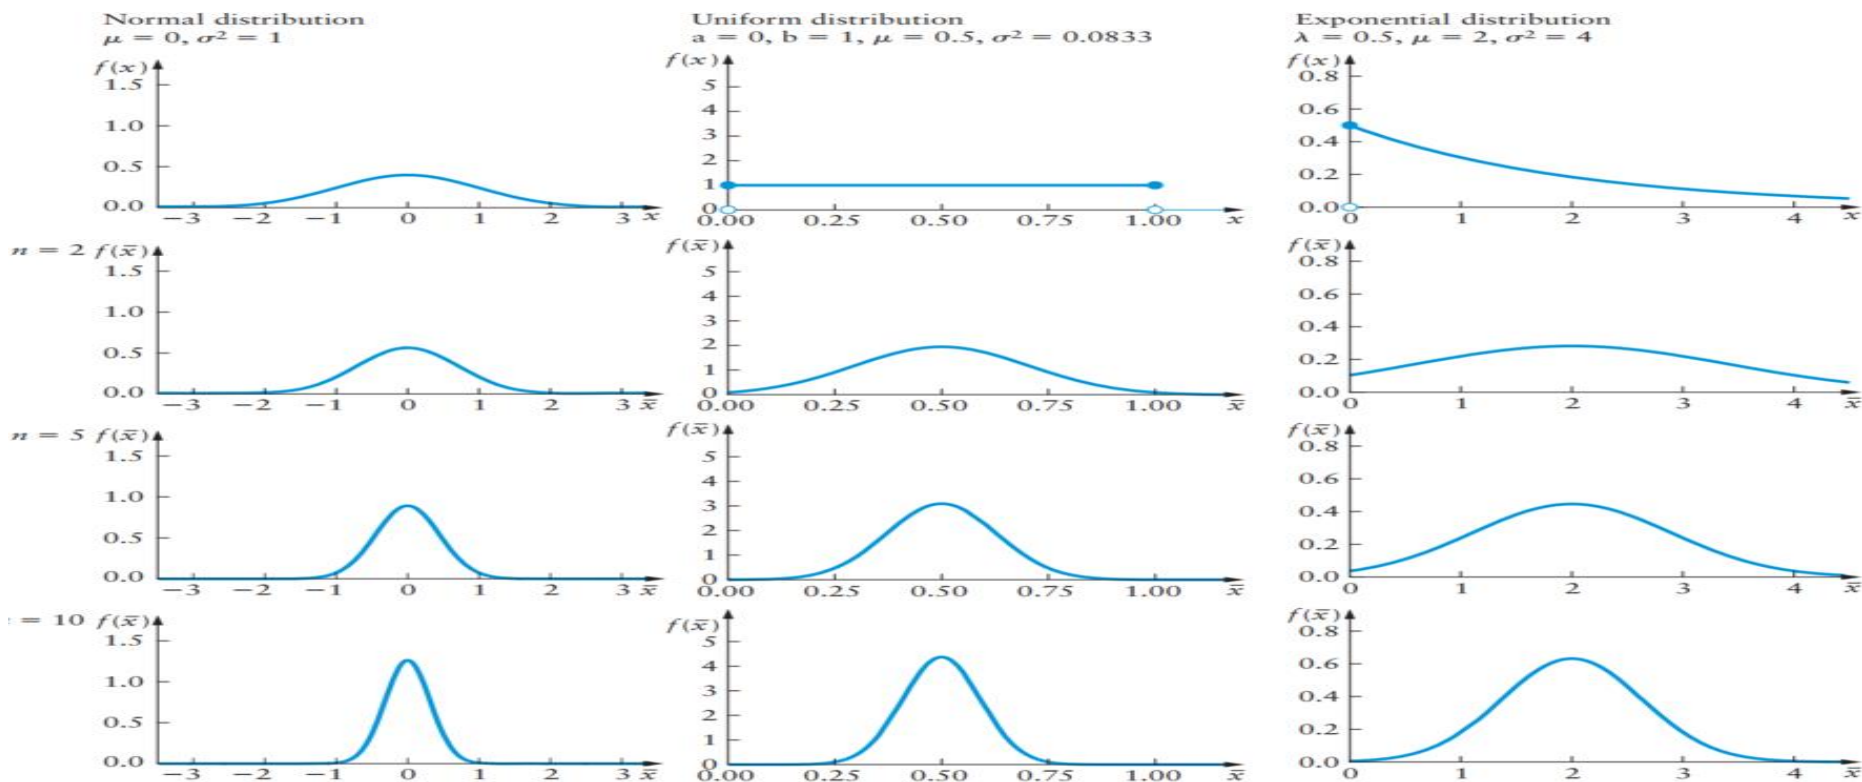 Normal distribution
μ = 0, σ² = 1
Uniform distribution
a = 0, b = 1, μ = 0.5, σ² = 0.0833
Exponential distribution
λ = 0.5, μ = 2, σ² = 4
f(x)
1.5
1.0
0.5
0.0
−3 −2 −1 0 1 2 3 x
f(x)
5
4
3
2
1
0
0.00 0.25 0.50 0.75 1.00 x
f(x)
0.8
0.6
0.4
0.2
0.0
0 1 2 3 4 x
n = 2 f(x̄)
1.5
1.0
0.5
0.0
−3 −2 −1 0 1 2 3 x̄
f(x̄)
5
4
3
2
1
0
0.00 0.25 0.50 0.75 1.00 x̄
f(x̄)
0.8
0.6
0.4
0.2
0.0
0 1 2 3 4 x̄
n = 5 f(x̄)
1.5
1.0
0.5
0.0
−3 −2 −1 0 1 2 3 x̄
f(x̄)
5
4
3
2
1
0
0.00 0.25 0.50 0.75 1.00 x̄
f(x̄)
0.8
0.6
0.4
0.2
0.0
0 1 2 3 4 x̄
= 10 f(x̄)
1.5
1.0
0.5
0.0
−3 −2 −1 0 1 2 3 x̄
f(x̄)
5
4
3
2
1
0
0.00 0.25 0.50 0.75 1.00 x̄
f(x̄)
0.8
0.6
0.4
0.2
0.0
0 1 2 3 4 x̄